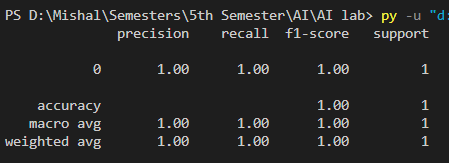 PS D:\Mishal\Semesters\5th Semester\AI\AI lab> py -u "d:
precision recall f1-score support
0 1.00 1.00 1.00 1
accuracy 1.00 1
macro avg 1.00 1.00 1.00 1
weighted avg 1.00 1.00 1.00 1